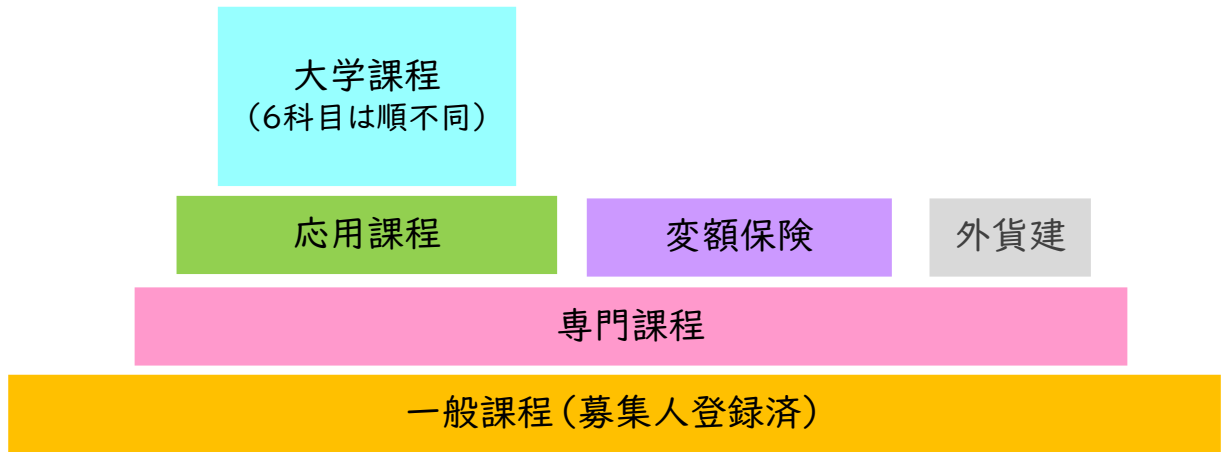 大学課程
（6科目は順不同）
応用課程
変額保険
外貨建
専門課程
一般課程（募集人登録済）